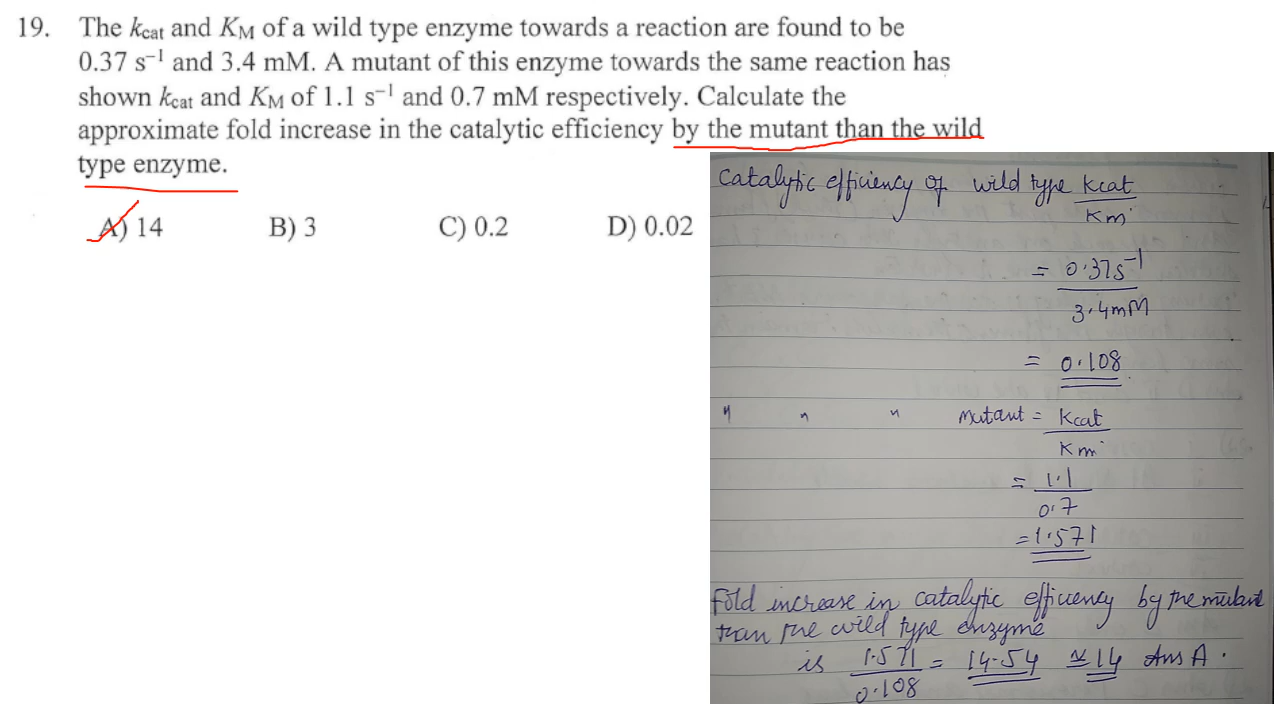 19. The kcat and KM of a wild type enzyme towards a reaction are found to be
0.37 s⁻¹ and 3.4 mM. A mutant of this enzyme towards the same reaction has
shown kcat and KM of 1.1 s⁻¹ and 0.7 mM respectively. Calculate the
approximate fold increase in the catalytic efficiency by the mutant than the wild
type enzyme.
A) 14 B) 3 C) 0.2 D) 0.02
Catalytic efficiency of wild type kcat
Km
= 0.37s⁻¹
3.4mM
= 0.108
" " " mutant = kcat
Km
= 1.1
0.7
= 1.571
Fold increase in catalytic efficiency by the mutant
than the wild type enzyme
is 1.571 = 14.54 ≃ 14 Ans A.
0.108